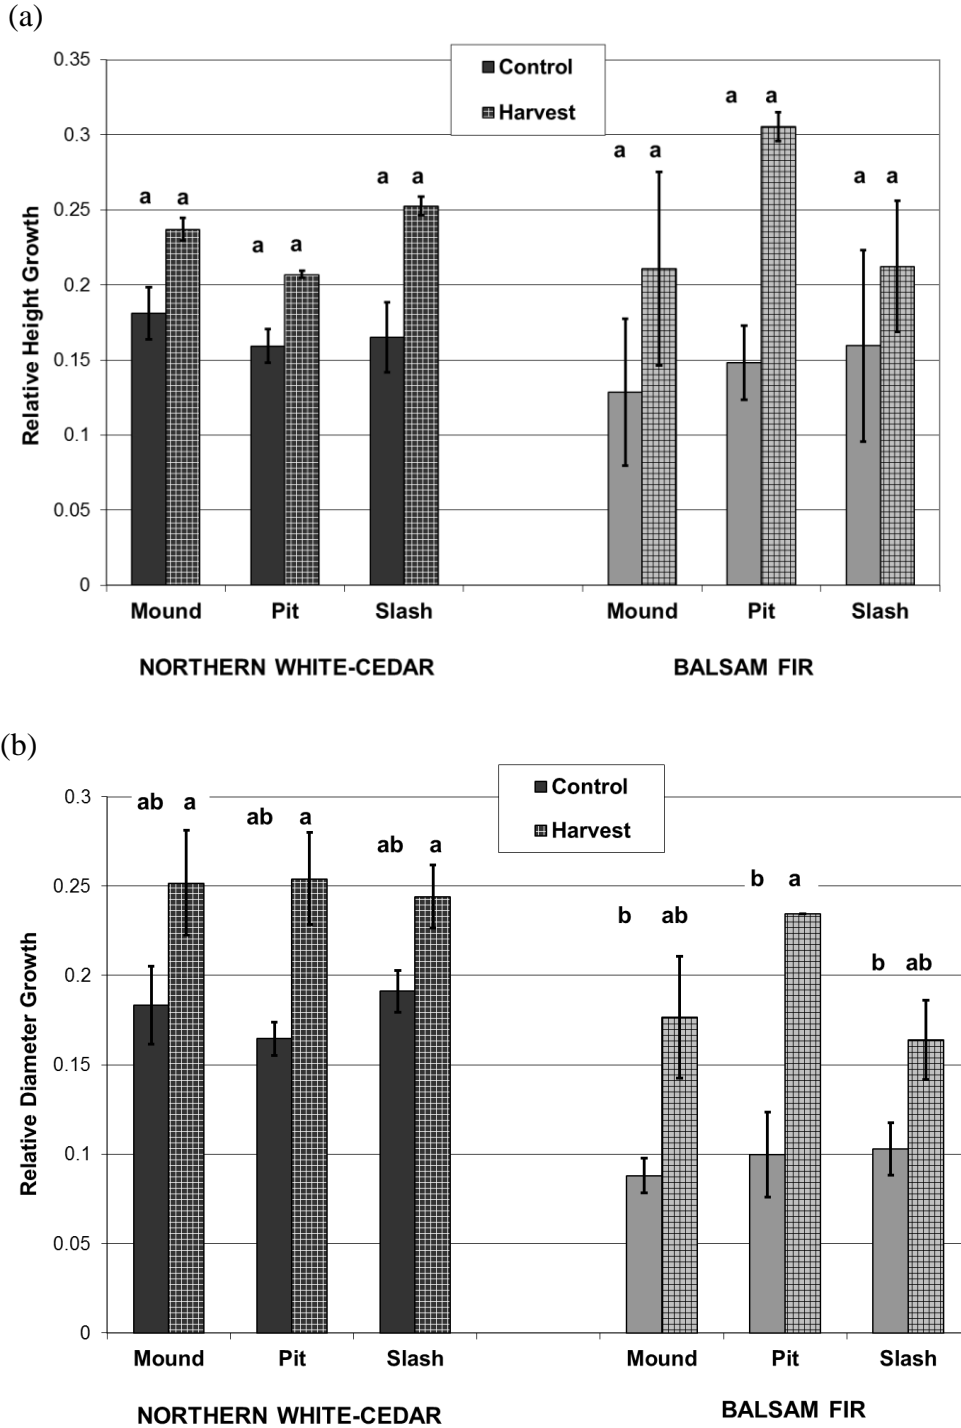 (a)
0.35
Control
Harvest
a a
a a
a a
a a
a a
a a
0.3
0.25
0.2
0.15
0.1
0.05
0
Relative Height Growth
Mound Pit Slash Mound Pit Slash
NORTHERN WHITE-CEDAR BALSAM FIR
(b)
0.3
Control
Harvest
ab a
ab a
ab a
b ab
b a
b ab
0.25
0.2
0.15
0.1
0.05
0
Relative Diameter Growth
Mound Pit Slash Mound Pit Slash
NORTHERN WHITE-CEDAR BALSAM FIR